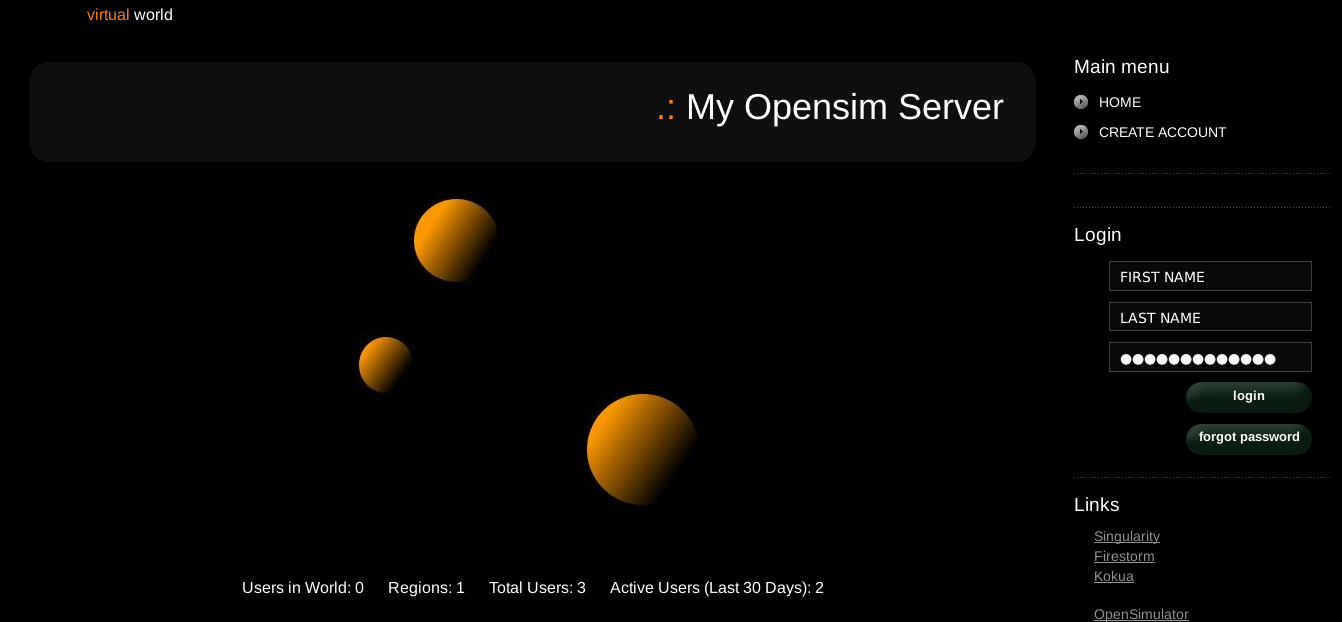 virtual world
.: My Opensim Server
Main menu
HOME
CREATE ACCOUNT
Login
FIRST NAME
LAST NAME
●●●●●●●●●●●●●
login
forgot password
Links
Singularity
Firestorm
Kokua
OpenSimulator
Users in World: 0 Regions: 1 Total Users: 3 Active Users (Last 30 Days): 2